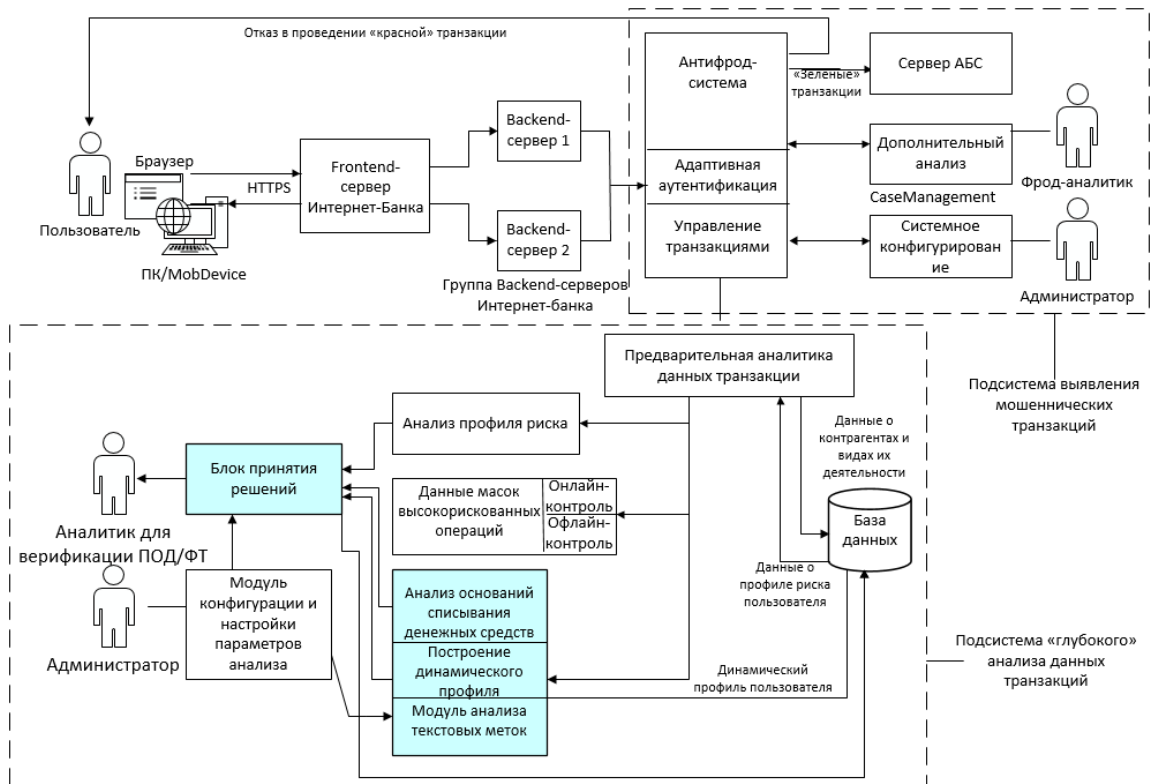 Отказ в проведении «красной» транзакции
Антифрод-
система
«Зеленые»
транзакции
Сервер АБС
Пользователь
Браузер
HTTPS
ПК/MobDevice
Frontend-
сервер
Интернет-Банка
Backend-
сервер 1
Backend-
сервер 2
Группа Backend-серверов
Интернет-банка
Адаптивная
аутентификация
Управление
транзакциями
Дополнительный
анализ
CaseManagement
Фрод-аналитик
Системное
конфигурирован
ие
Администратор
Подсистема выявления
мошеннических
транзакций
Предварительная аналитика
данных транзакции
Анализ профиля риска
Данные о
контрагентах и
видах их
деятельности
Блок принятия
решений
Аналитик для
верификации ПОД/ФТ
Данные масок
высокорискованных
операций
Онлайн-
контроль
Офлайн-
контроль
База
данных
Данные о
профиле риска
пользователя
Администратор
Модуль
конфигурации и
настройки
параметров
анализа
Анализ оснований
списывания
денежных средств
Построение
динамического
профиля
Модуль анализа
текстовых меток
Динамический
профиль пользователя
Подсистема «глубокого»
анализа данных
транзакций